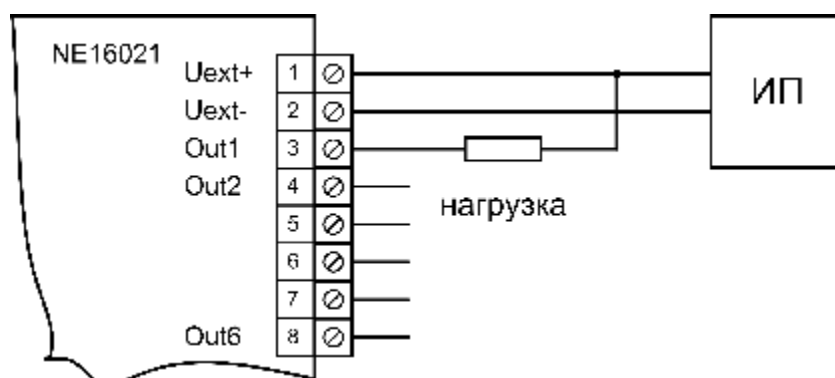 NE16021
Uext+ 1
ИП
Uext- 2
Out1 3
Out2 4
нагрузка
5
6
7
Out6 8